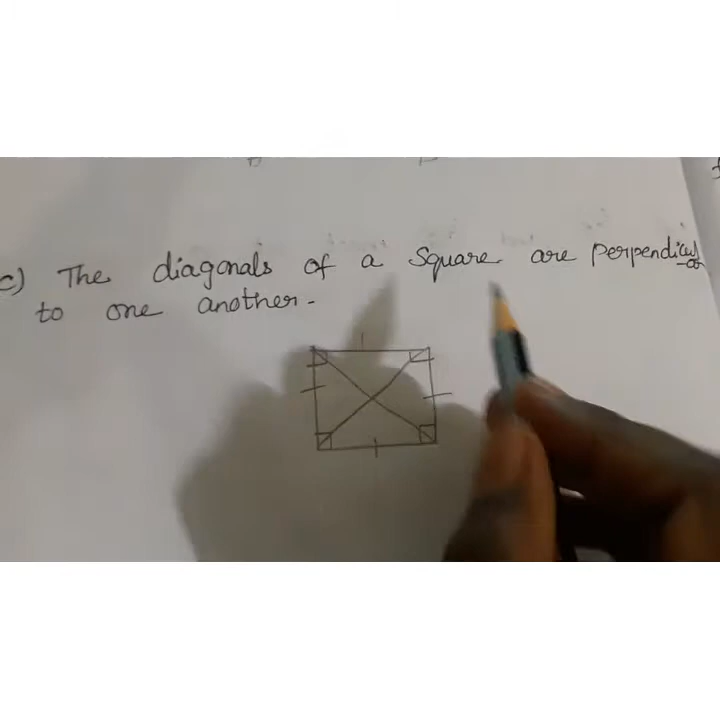 c) The diagonals of a square are perpendicular
to one another.